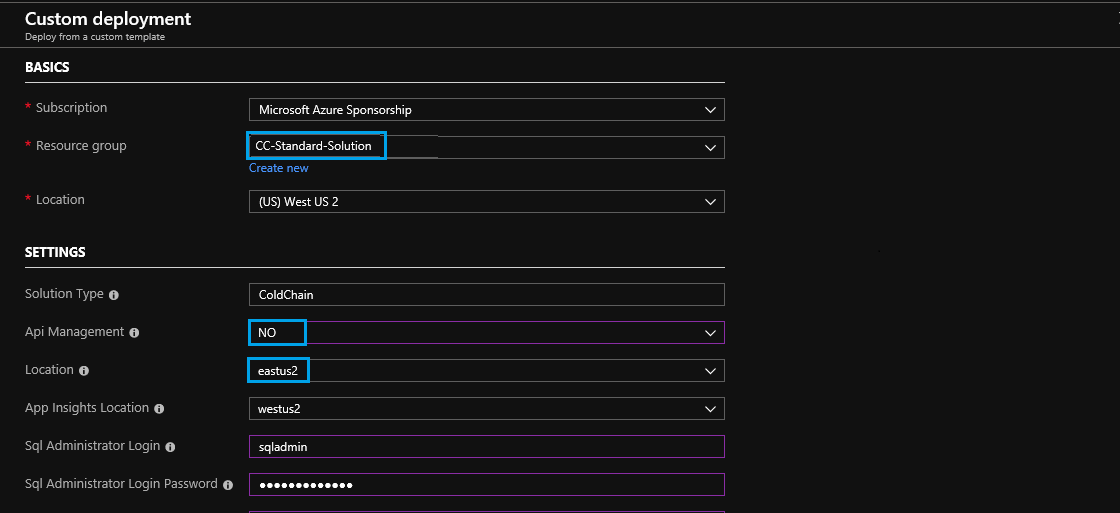 Custom deployment
Deploy from a custom template
BASICS
* Subscription Microsoft Azure Sponsorship
* Resource group CC-Standard-Solution
Create new
* Location (US) West US 2
SETTINGS
Solution Type ColdChain
Api Management NO
Location eastus2
App Insights Location westus2
Sql Administrator Login sqladmin
Sql Administrator Login Password •••••••••••••